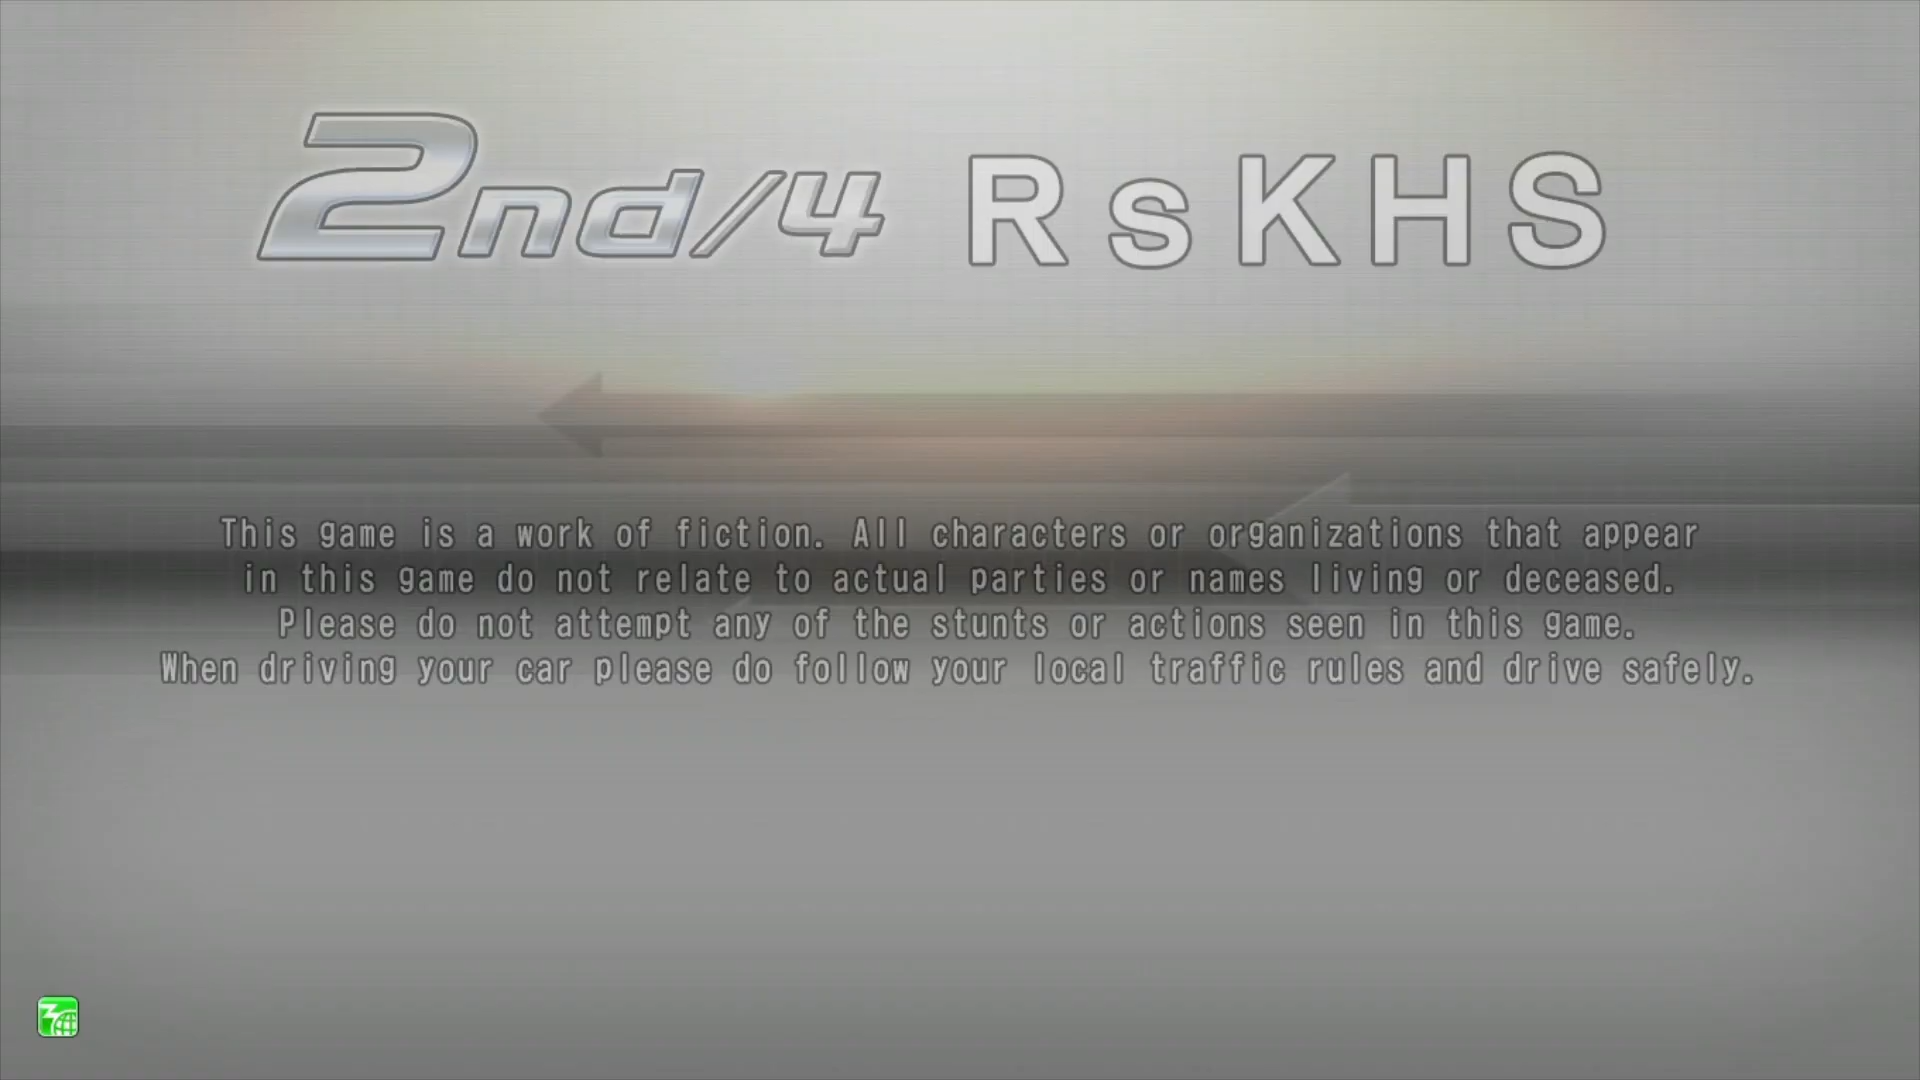 2nd/4 RsKHS
This game is a work of fiction. All characters or organizations that appear
in this game do not relate to actual parties or names living or deceased.
Please do not attempt any of the stunts or actions seen in this game.
When driving your car please do follow your local traffic rules and drive safely.